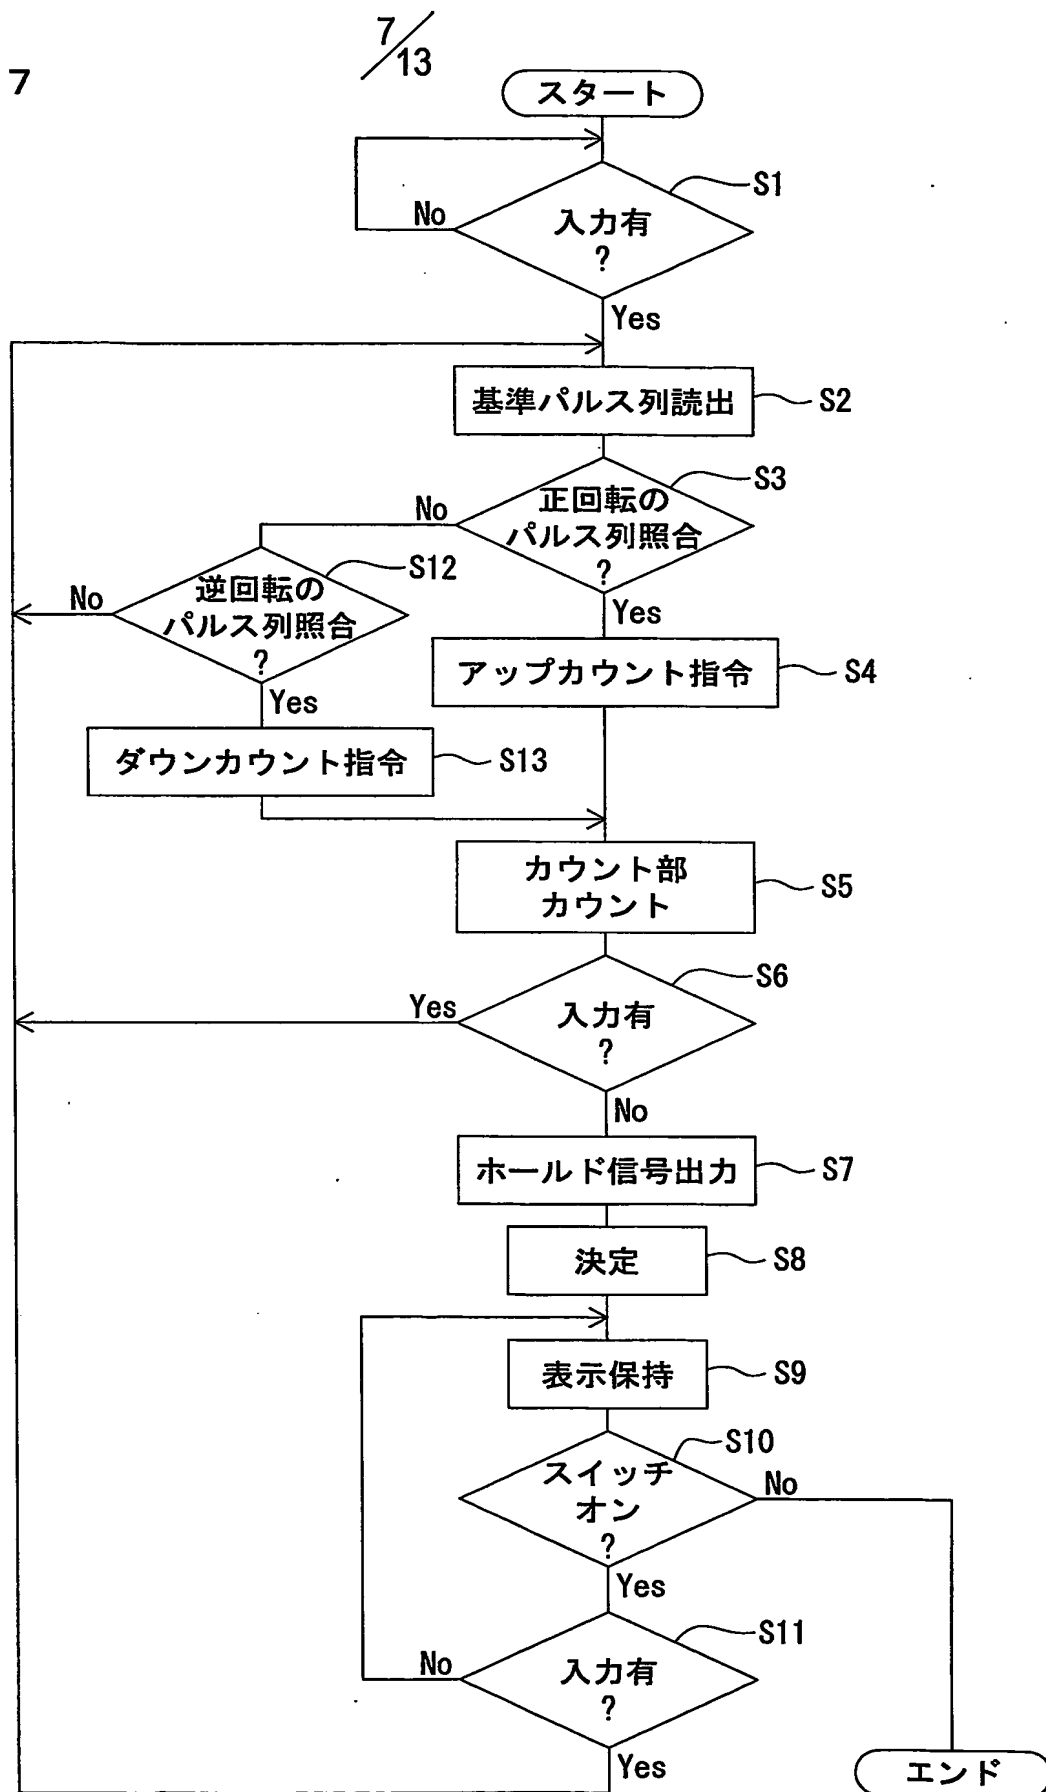 7/13
7
スタート
S1
No
入力有
?
Yes
基準パルス列読出
S2
S3
No
正回転の
パルス列照合
?
Yes
S12
No
逆回転の
パルス列照合
?
Yes
アップカウント指令
S4
ダウンカウント指令
S13
カウント部
カウント
S5
S6
Yes
入力有
?
No
ホールド信号出力
S7
決定
S8
表示保持
S9
S10
スイッチ
オン
?
No
Yes
S11
No
入力有
?
Yes
エンド